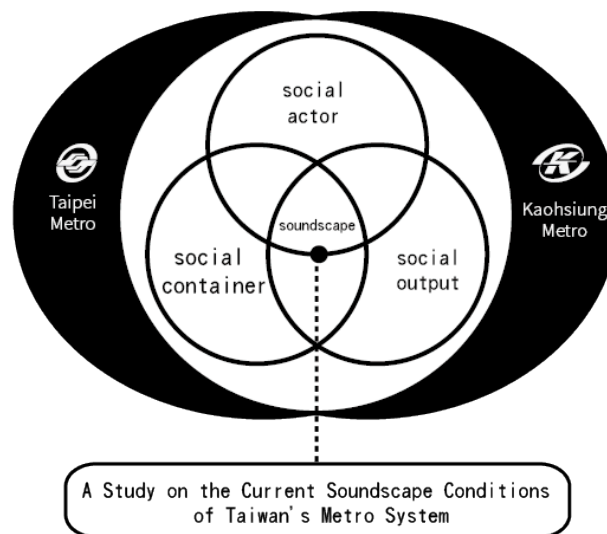 social
actor
Taipei
Metro
Kaohsiung
Metro
soundscape
social
container
social
output
A Study on the Current Soundscape Conditions
of Taiwan's Metro System